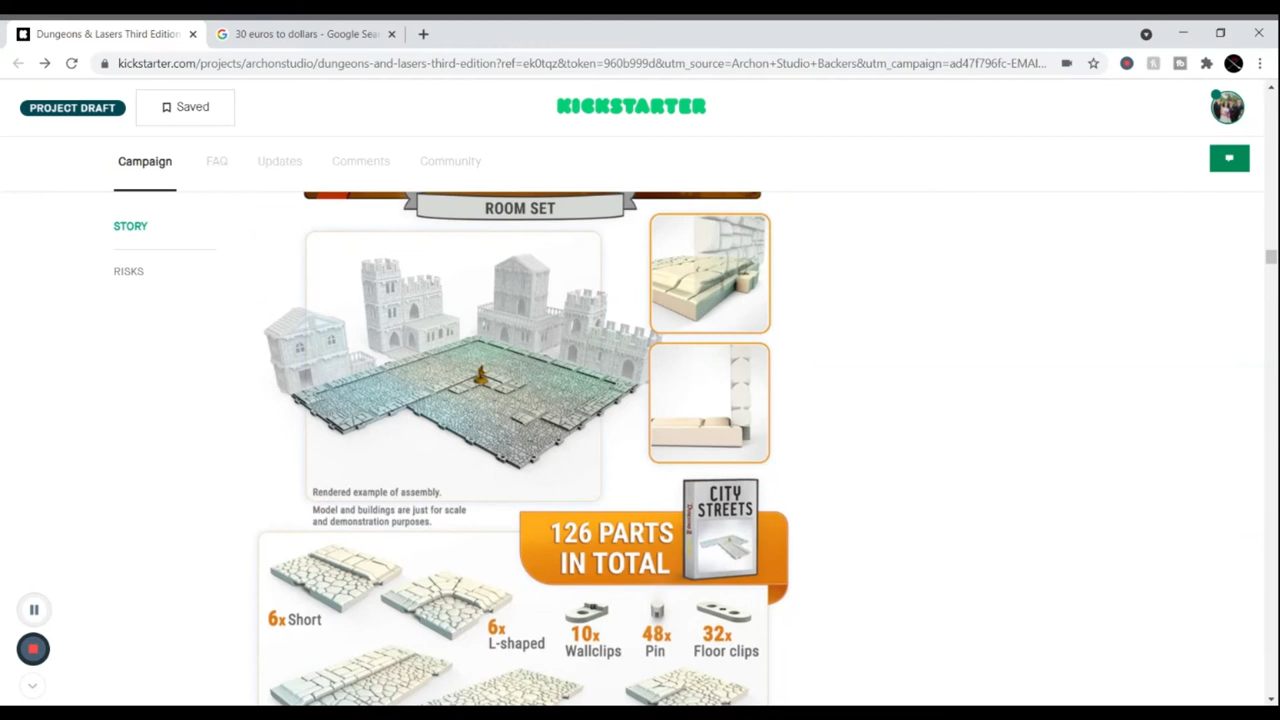 Dungeons & Lasers Third Edition
30 euros to dollars - Google Sea
kickstarter.com/projects/archonstudio/dungeons-and-lasers-third-edition?ref=ek0tqz&token=960b999d&utm_source=Archon+Studio+Backers&utm_campaign=ad47f796fc-EMAI...
PROJECT DRAFT
Saved
KICKSTARTER
Campaign
FAQ
Updates
Comments
Community
STORY
RISKS
ROOM SET
Rendered example of assembly.
Model and buildings are just for scale
and demonstration purposes.
CITY
STREETS
126 PARTS
IN TOTAL
6x Short
6x
L-shaped
10x
Wallclips
48x
Pin
32x
Floor clips